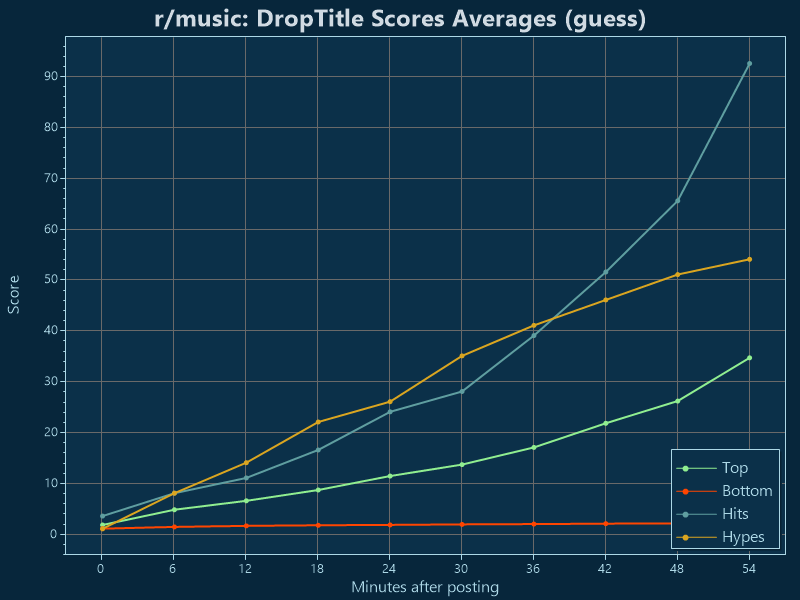 r/music: DropTitle Scores Averages (guess)
90
80
70
60
50
40
30
20
10
0
Score
0 6 12 18 24 30 36 42 48 54
Minutes after posting
Top
Bottom
Hits
Hypes